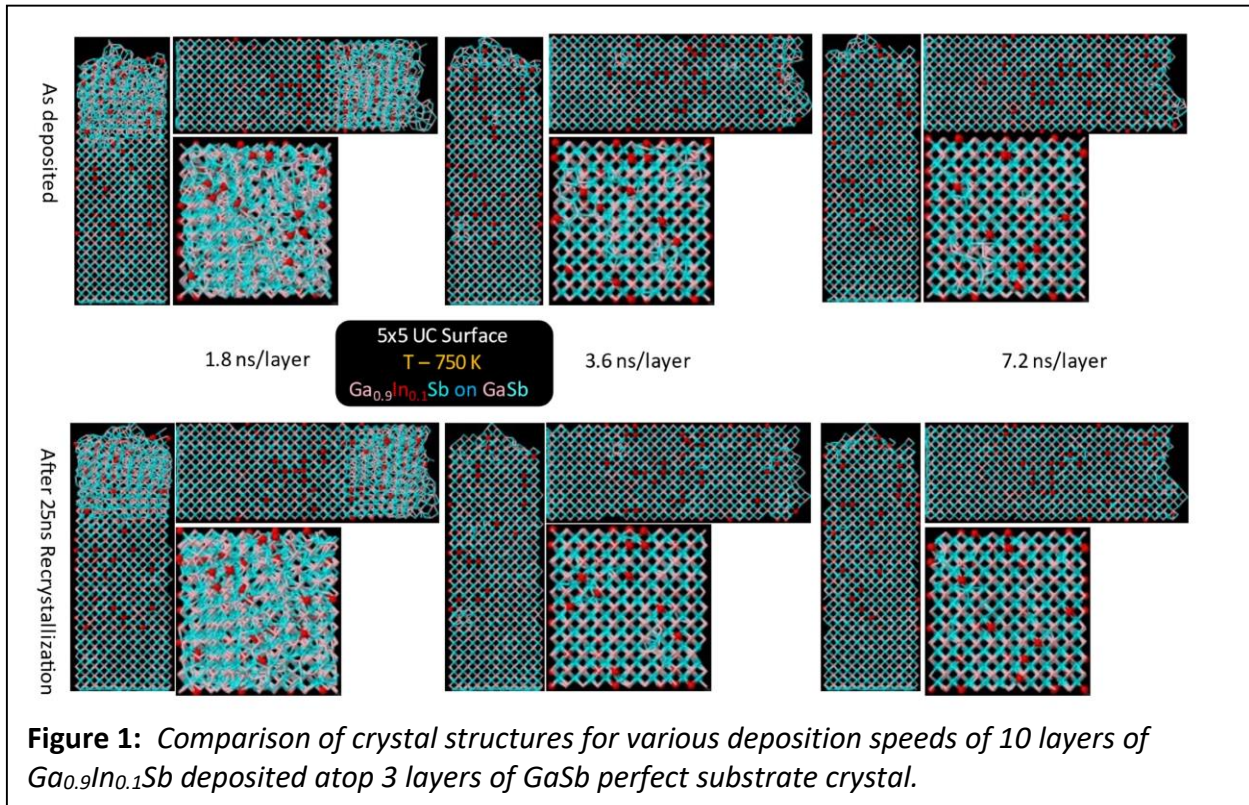 As deposited
1.8 ns/layer
5x5 UC Surface
T – 750 K
Ga0.9In0.1Sb on GaSb
3.6 ns/layer
7.2 ns/layer
After 25ns Recrystallization
Figure 1: Comparison of crystal structures for various deposition speeds of 10 layers of
Ga0.9In0.1Sb deposited atop 3 layers of GaSb perfect substrate crystal.